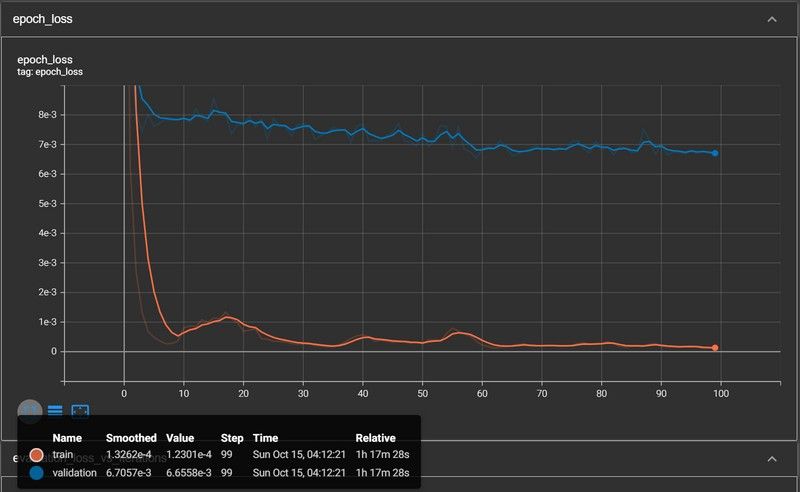 epoch_loss
epoch_loss
tag: epoch_loss
8e-3
7e-3
6e-3
5e-3
4e-3
3e-3
2e-3
1e-3
0
0 10 20 30 40 50 60 70 80 90 100
Name Smoothed Value Step Time Relative
train 1.3262e-4 1.2301e-4 99 Sun Oct 15, 04:12:21 1h 17m 28s
evaluation_loss_vs_iterations
validation 6.7057e-3 6.6558e-3 99 Sun Oct 15, 04:12:21 1h 17m 28s